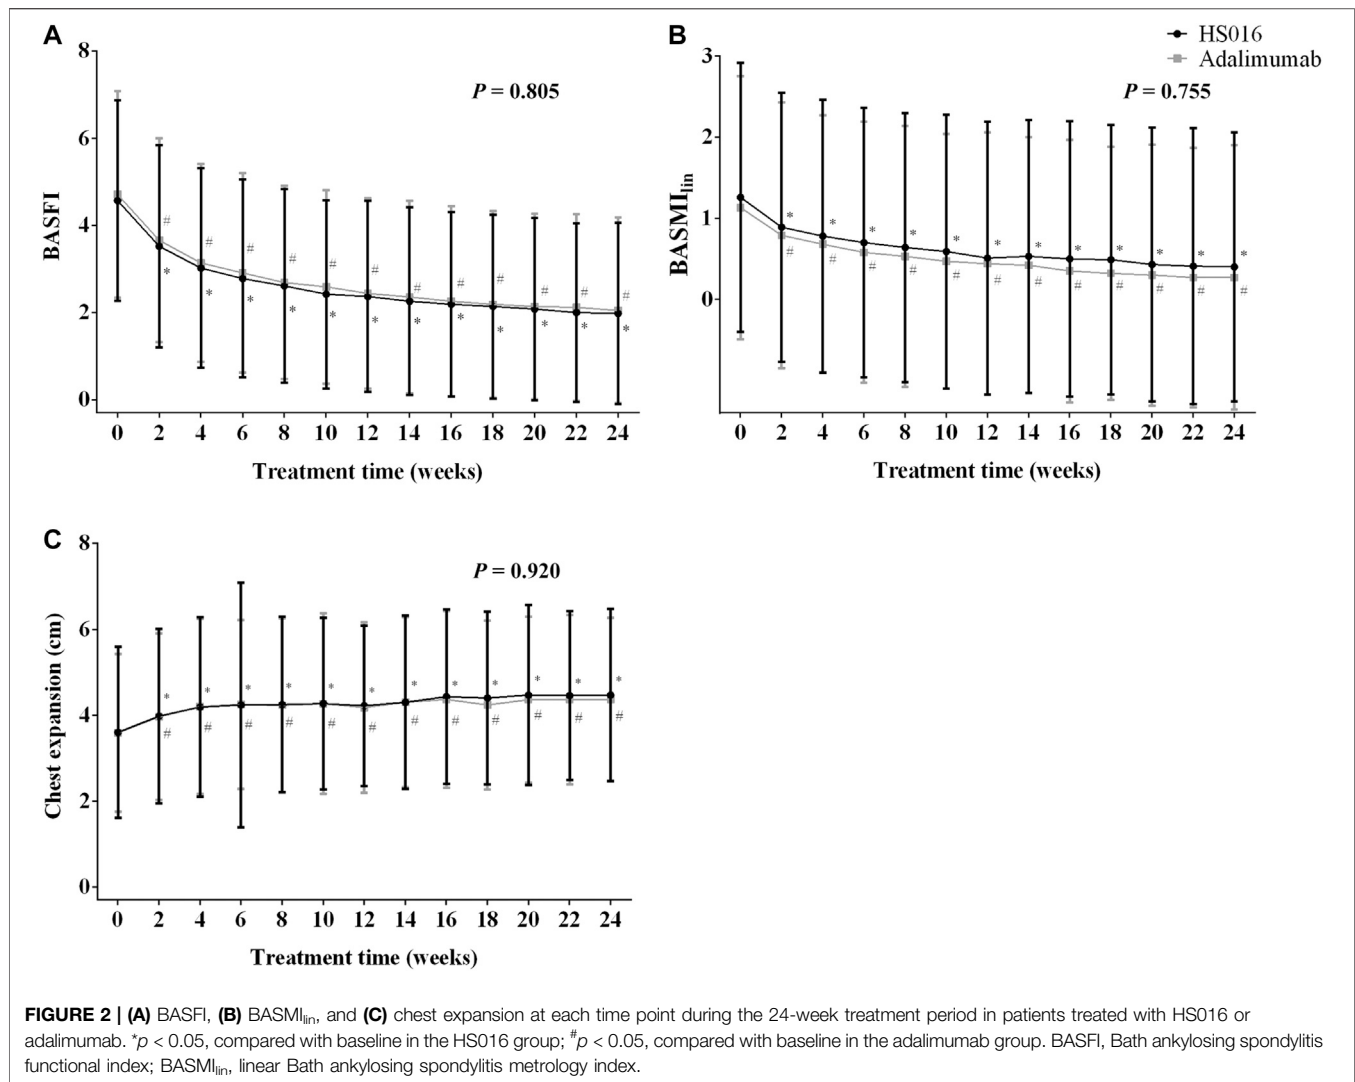 A
8
6
4
2
0
BASFI
P = 0.805
# # # # # # # # # # # #
* * * * * * * * * * * *
0 2 4 6 8 10 12 14 16 18 20 22 24
Treatment time (weeks)
B
3
2
1
0
BASMIlin
HS016
Adalimumab
P = 0.755
* * * * * * * * * * * *
# # # # # # # # # # # #
0 2 4 6 8 10 12 14 16 18 20 22 24
Treatment time (weeks)
C
8
6
4
2
0
Chest expansion (cm)
P = 0.920
* * * * * * * * * * * *
# # # # # # # # # # # #
0 2 4 6 8 10 12 14 16 18 20 22 24
Treatment time (weeks)
FIGURE 2 | (A) BASFI, (B) BASMIlin, and (C) chest expansion at each time point during the 24-week treatment period in patients treated with HS016 or
adalimumab. *p < 0.05, compared with baseline in the HS016 group; #p < 0.05, compared with baseline in the adalimumab group. BASFI, Bath ankylosing spondylitis
functional index; BASMIlin, linear Bath ankylosing spondylitis metrology index.